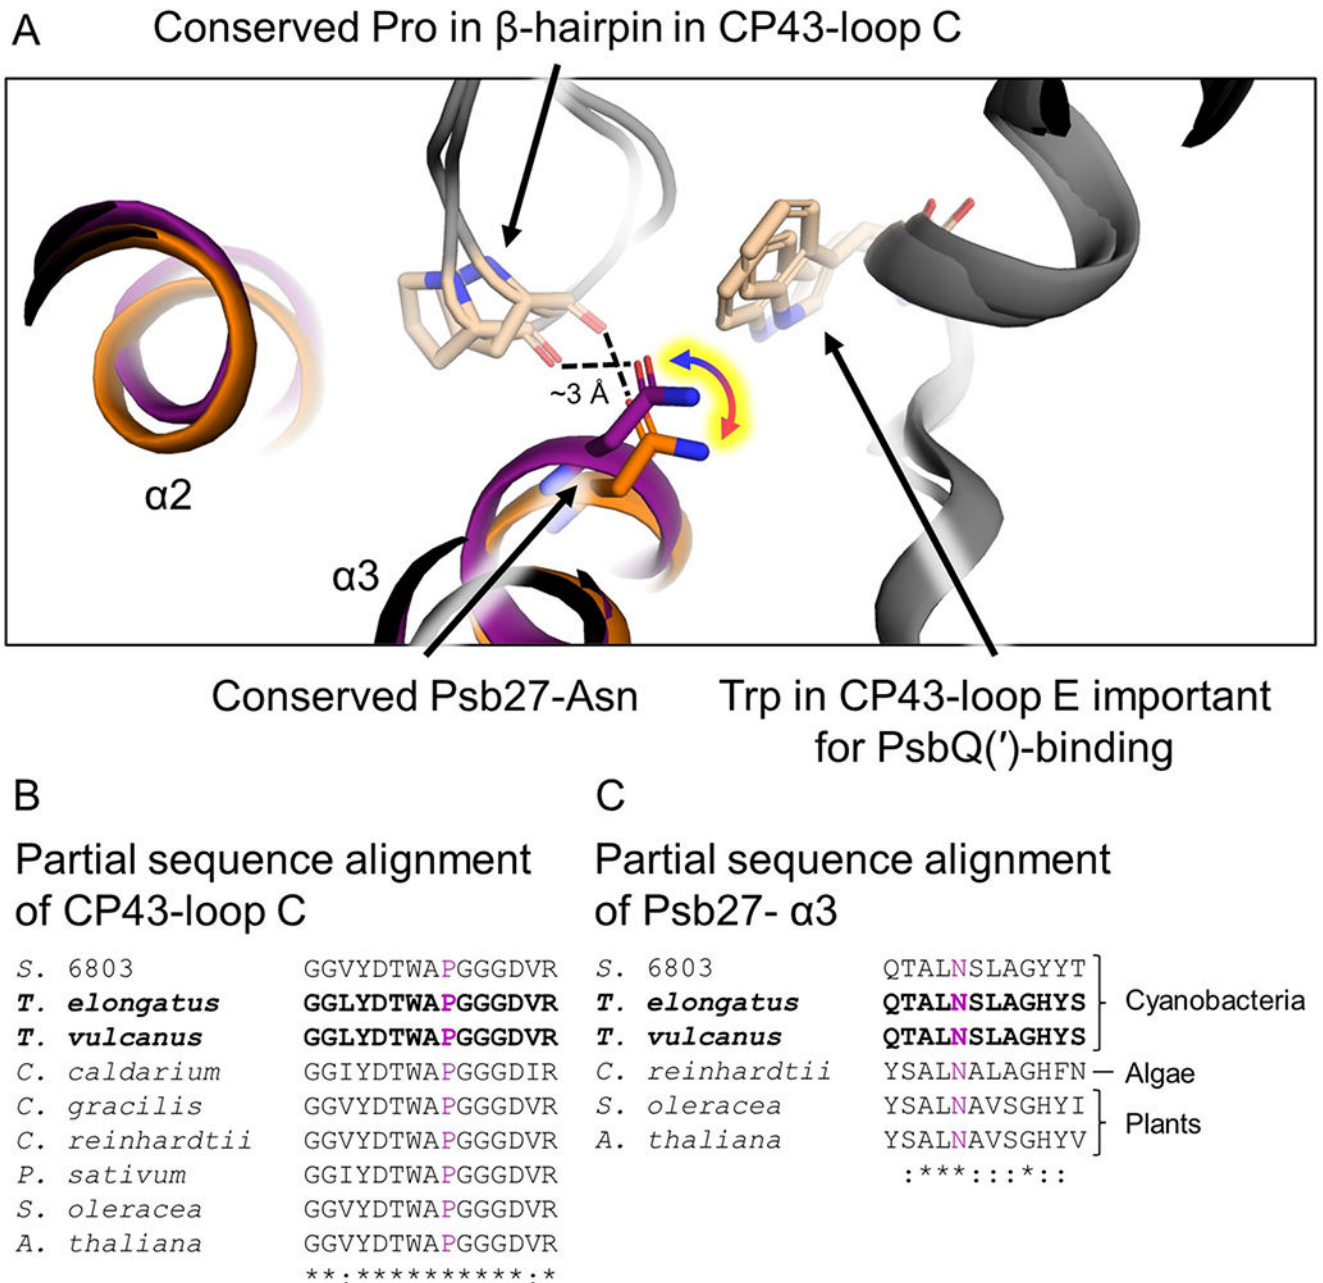 A
Conserved Pro in β-hairpin in CP43-loop C
~3 Å
α2
α3
Conserved Psb27-Asn
Trp in CP43-loop E important
for PsbQ(′)-binding
B
Partial sequence alignment
of CP43-loop C
S. 6803 GGVYDTWAPGGGDVR
T. elongatus GGLYDTWAPGGGDVR
T. vulcanus GGLYDTWAPGGGDVR
C. caldarium GGIYDTWAPGGGDIR
C. gracilis GGVYDTWAPGGGDVR
C. reinhardtii GGVYDTWAPGGGDVR
P. sativum GGIYDTWAPGGGDVR
S. oleracea GGVYDTWAPGGGDVR
A. thaliana GGVYDTWAPGGGDVR
**:**********:*
C
Partial sequence alignment
of Psb27- α3
S. 6803 QTALNSLAGYYT
T. elongatus QTALNSLAGHYS
T. vulcanus QTALNSLAGHYS
C. reinhardtii YSALNALAGHFN
S. oleracea YSALNAVSGHYI
A. thaliana YSALNAVSGHYV
:***:::*::
Cyanobacteria
Algae
Plants